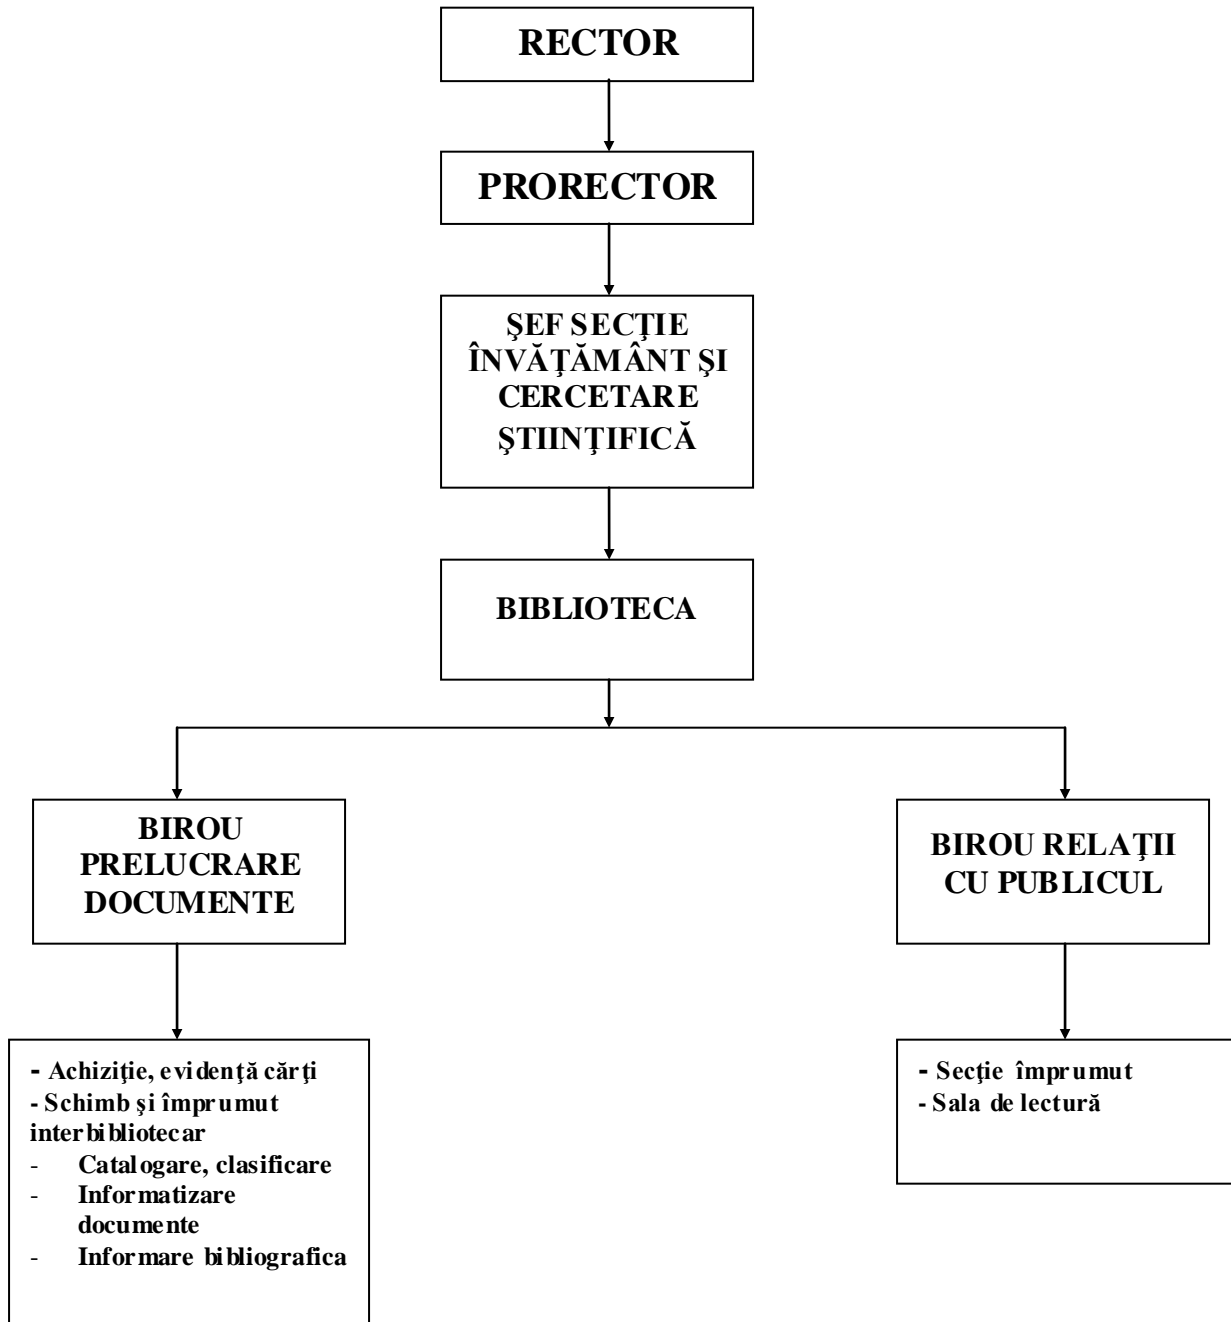 RECTOR
PRORECTOR
ŞEF SECŢIE
ÎNVĂŢĂMÂNT ŞI
CERCETARE
ŞTIINŢIFICĂ
BIBLIOTECA
BIROU
PRELUCRARE
DOCUMENTE
BIROU RELAŢII
CU PUBLICUL
- Achiziţie, evidenţă cărţi
- Schimb şi împrumut
interbibliotecar
- Catalogare, clasificare
- Informatizare
documente
- Informare bibliografica
- Secţie împrumut
- Sala de lectură